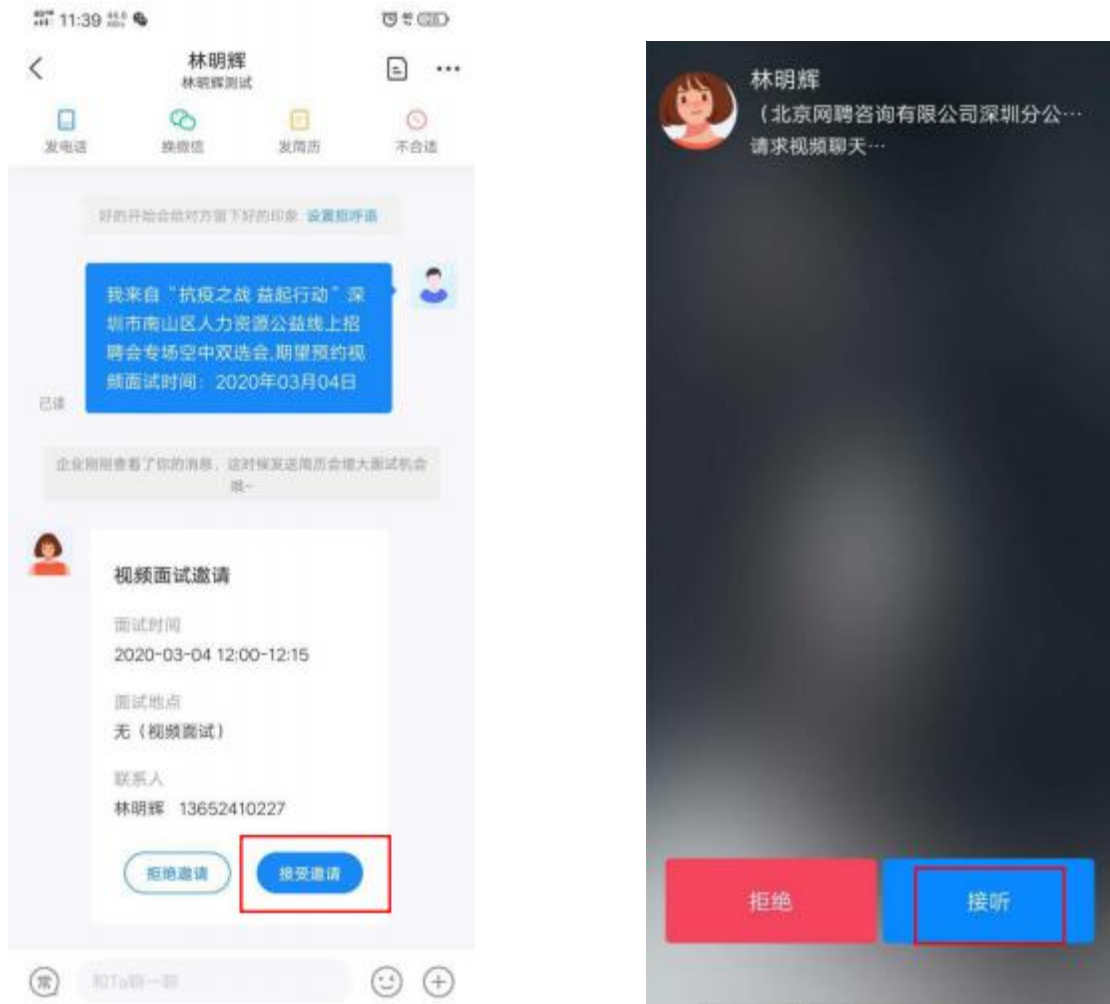 11:39
林明辉
林明辉测试
发电话
换微信
发简历
不合适
好的开始会给对方留下好的印象 设置招呼语
我来自“抗疫之战 益起行动”深
圳市南山区人力资源公益线上招
聘会专场空中双选会,期望预约视
频面试时间：2020年03月04日
已读
企业刚刚查看了你的消息，这时候发送简历会增大面试机会
哦~
视频面试邀请
面试时间
2020-03-04 12:00-12:15
面试地点
无（视频面试）
联系人
林明辉 13652410227
拒绝邀请
接受邀请
常
和Ta聊一聊
林明辉
（北京网聘咨询有限公司深圳分公…
请求视频聊天…
拒绝
接听